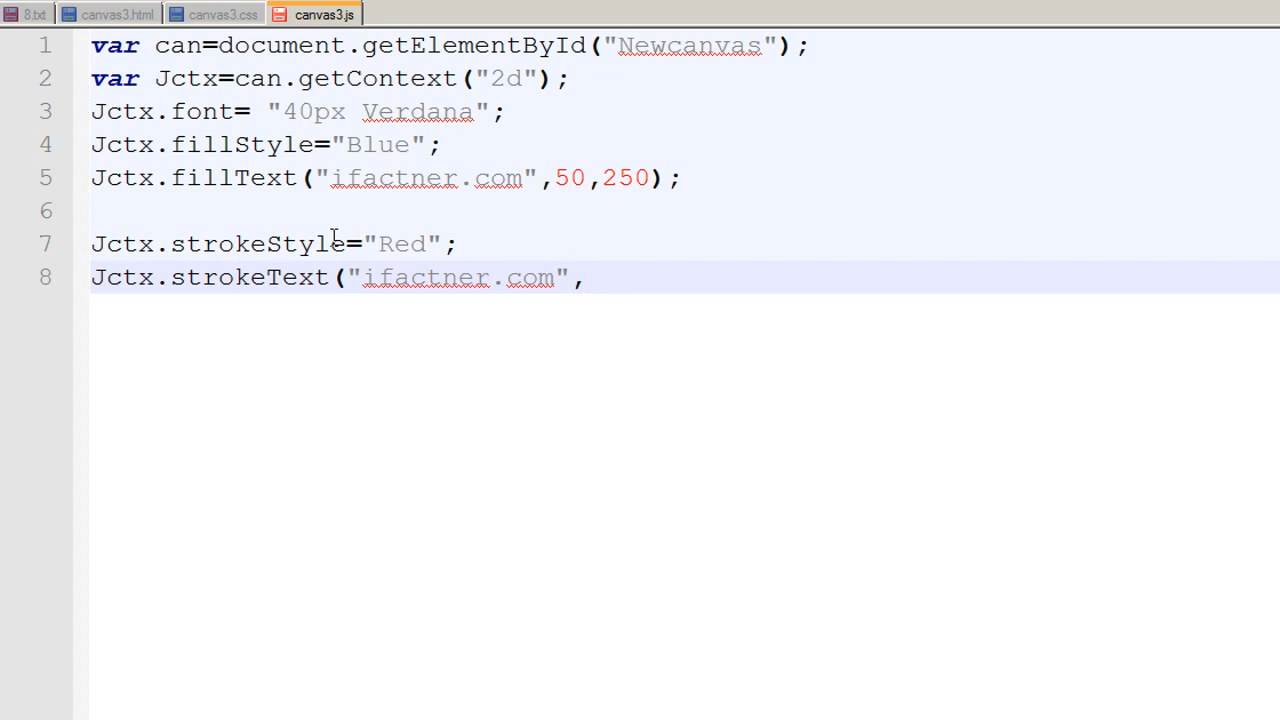 8.txt canvas3.html canvas3.css canvas3.js
1 var can=document.getElementById("Newcanvas");
2 var Jctx=can.getContext("2d");
3 Jctx.font= "40px Verdana";
4 Jctx.fillStyle="Blue";
5 Jctx.fillText("ifactner.com",50,250);
6
7 Jctx.strokeStyle="Red";
8 Jctx.strokeText("ifactner.com",